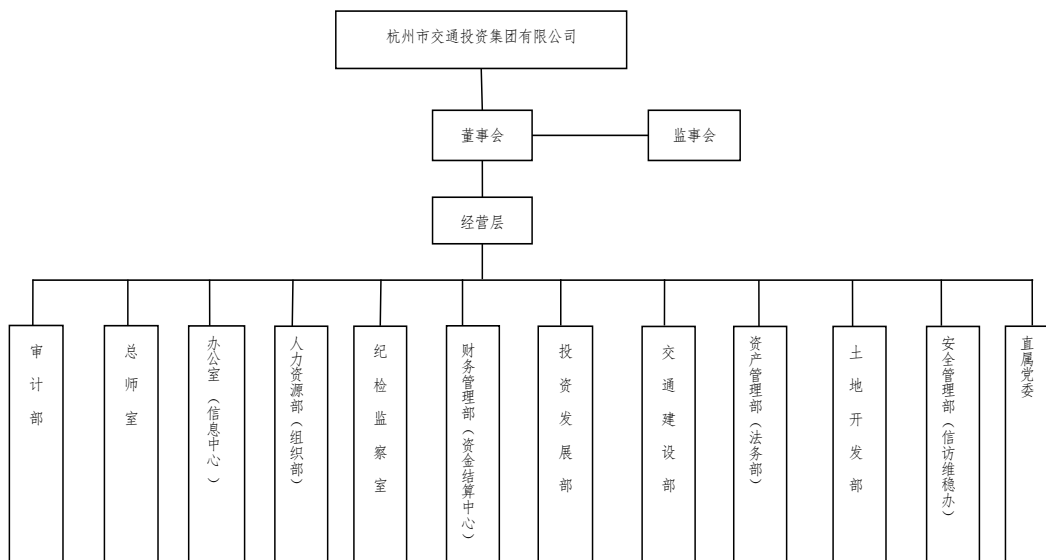 杭州市交通投资集团有限公司
董事会
监事会
经营层
审计部
总师室
办公室（信息中心）
人力资源部（组织部）
纪检监察室
财务管理部（资金结算中心）
投资发展部
交通建设部
资产管理部（法务部）
土地开发部
安全管理部（信访维稳办）
直属党委